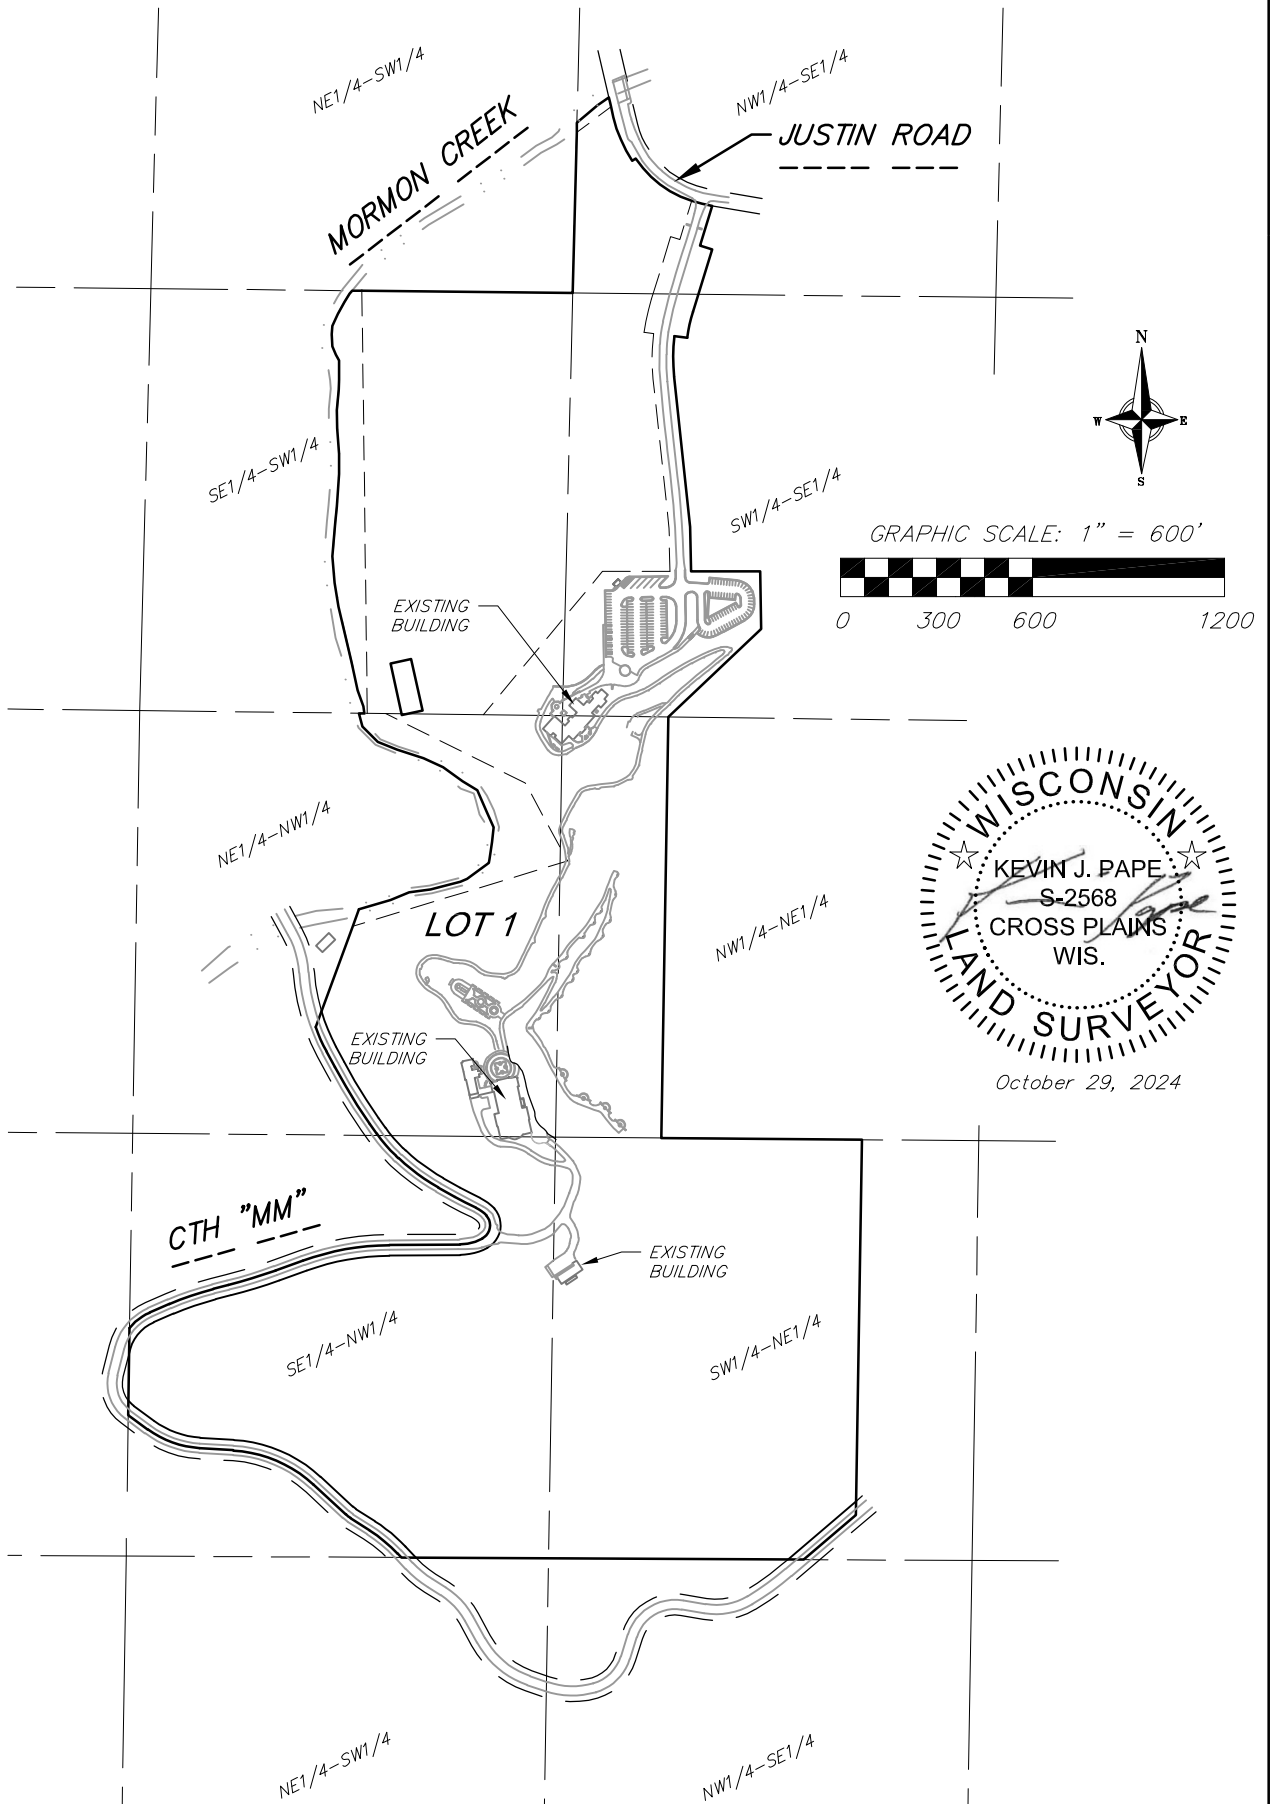 NE1/4-SW1/4
NW1/4-SE1/4
MORMON CREEK
JUSTIN ROAD
N
W E
S
SE1/4-SW1/4
SW1/4-SE1/4
GRAPHIC SCALE: 1" = 600'
0 300 600 1200
EXISTING
BUILDING
WISCONSIN
KEVIN J. PAPE
S-2568
CROSS PLAINS
WIS.
LAND SURVEYOR
October 29, 2024
NE1/4-NW1/4
NW1/4-NE1/4
LOT 1
EXISTING
BUILDING
CTH "MM"
EXISTING
BUILDING
SE1/4-NW1/4
SW1/4-NE1/4
NE1/4-SW1/4
NW1/4-SE1/4